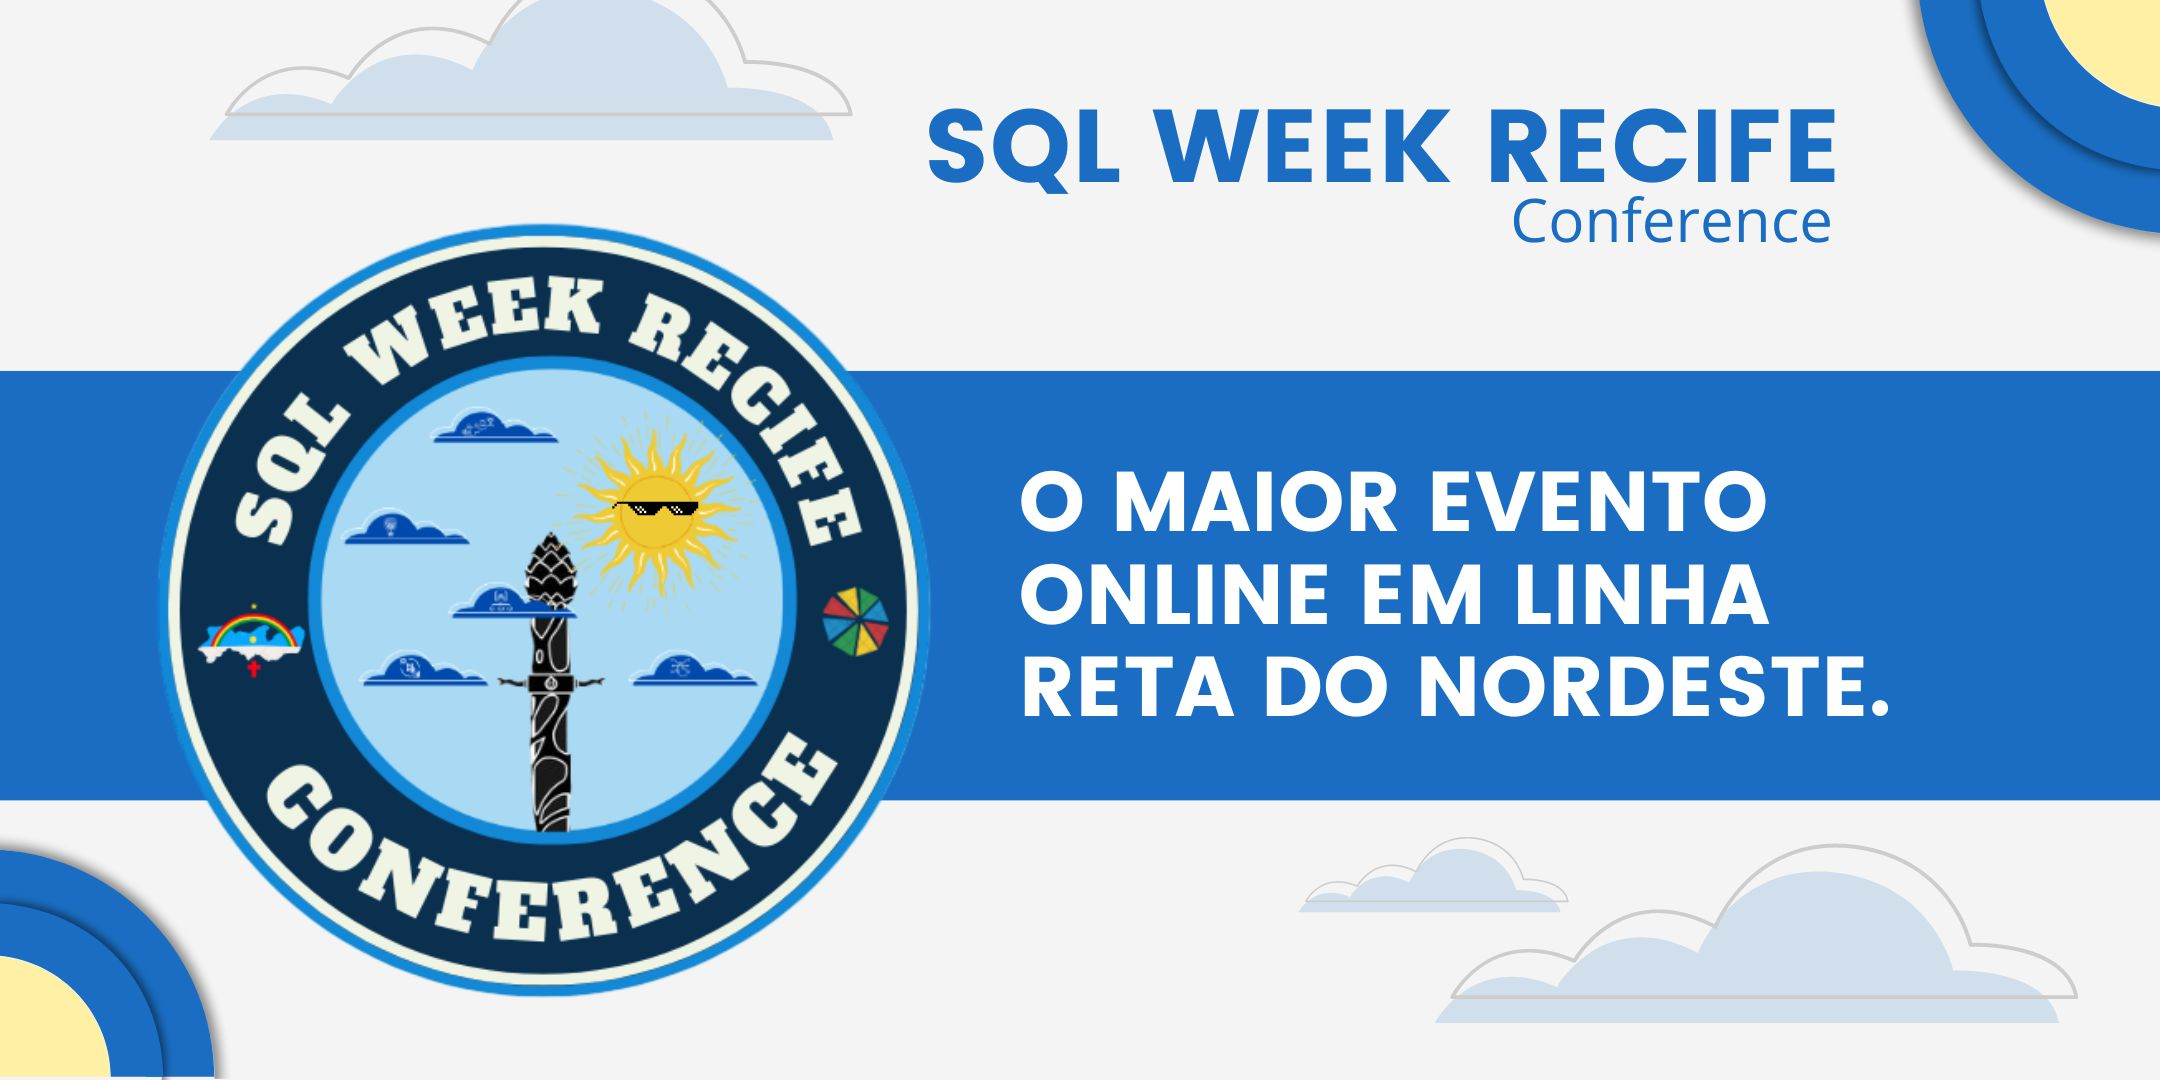 SQL WEEK RECIFE
Conference
SQL WEEK RECIFE
CONFERENCE
O MAIOR EVENTO
ONLINE EM LINHA
RETA DO NORDESTE.